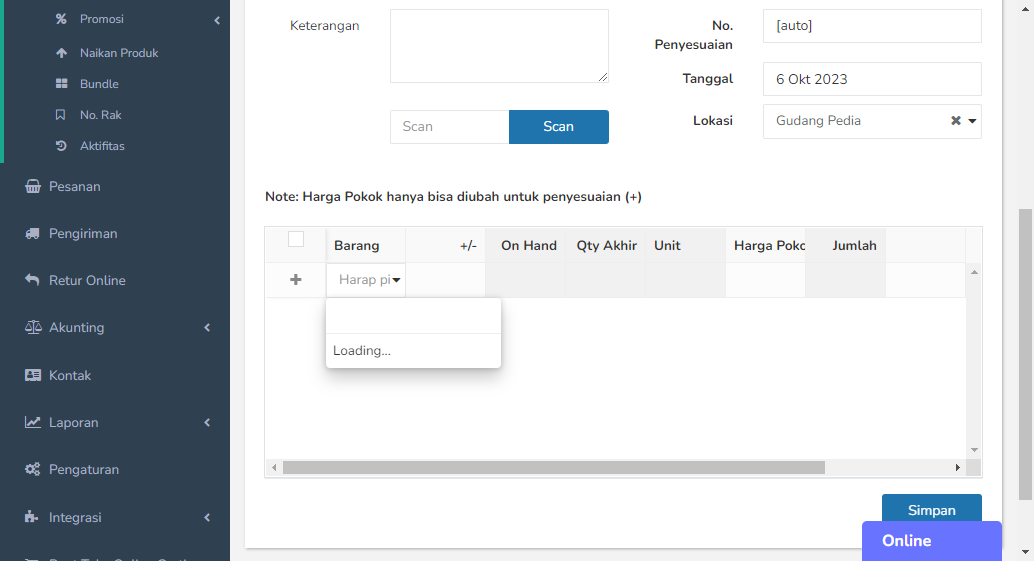 Promosi
Naikan Produk
Bundle
No. Rak
Aktifitas
Pesanan
Pengiriman
Retur Online
Akunting
Kontak
Laporan
Pengaturan
Integrasi
Keterangan
No. Penyesuaian
[auto]
Tanggal
6 Okt 2023
Scan
Scan
Lokasi
Gudang Pedia
Note: Harga Pokok hanya bisa diubah untuk penyesuaian (+)
Barang +/- On Hand Qty Akhir Unit Harga Poko Jumlah
Harap pi
Loading...
Simpan
Online